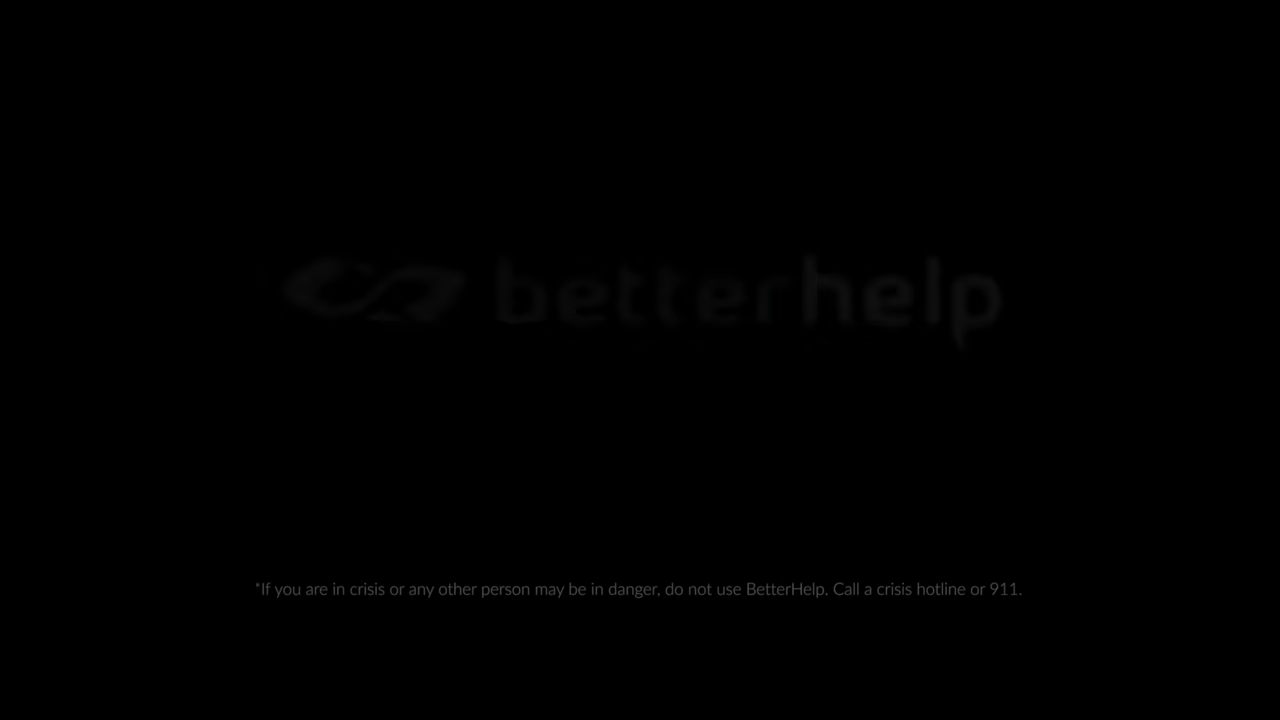 betterhelp
*If you are in crisis or any other person may be in danger, do not use BetterHelp. Call a crisis hotline or 911.